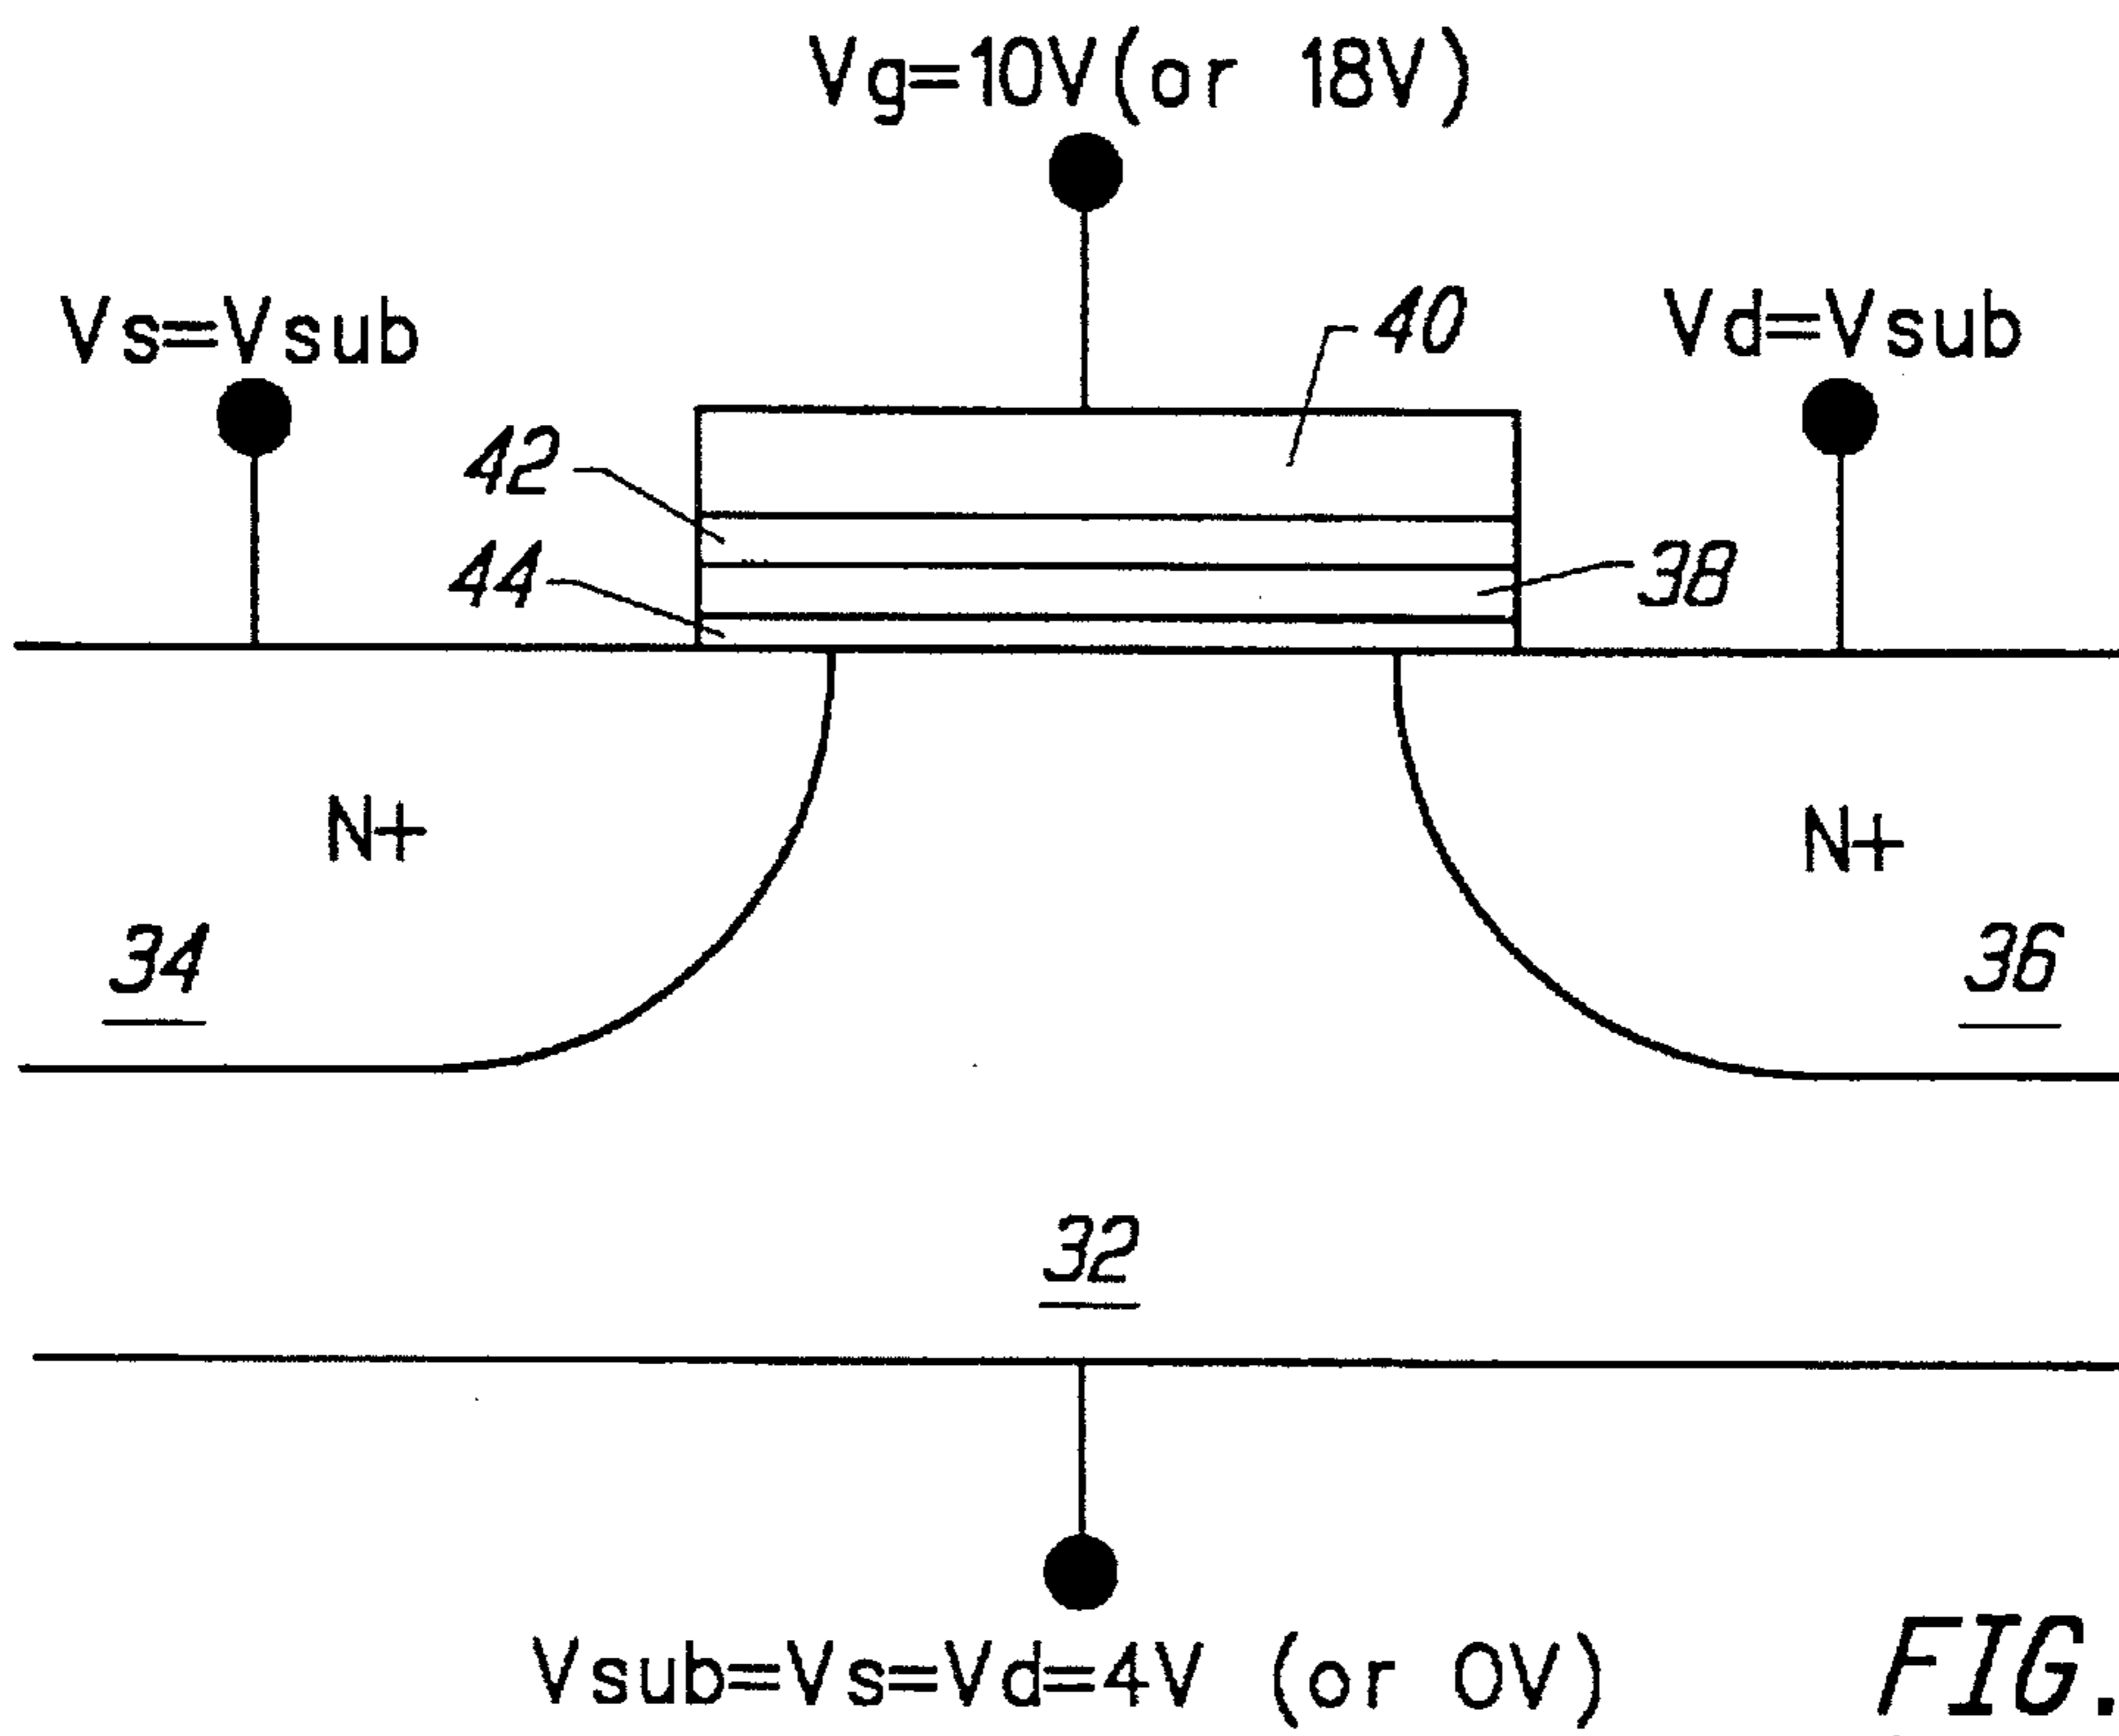 Vg=10V(or 18V)
Vs=Vsub
40
Vd=Vsub
42
44
38
N+
N+
34
36
32
Vsub=Vs=Vd=4V (or 0V)
FIG.